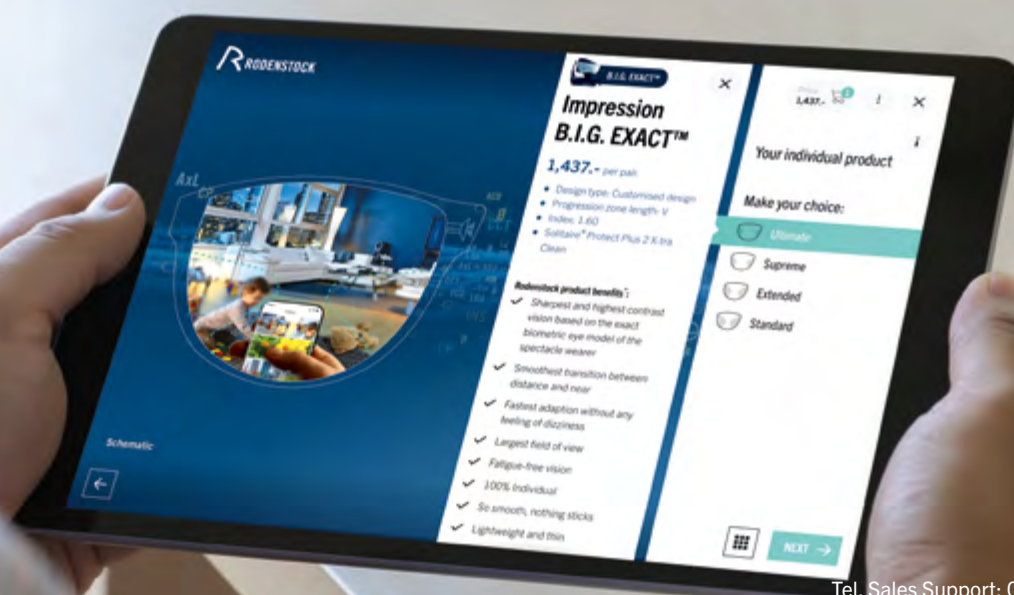 RODENSTOCK
AxL
Schematic
B.I.G. EXACT™
Impression
B.I.G. EXACT™
1,437.- per pair
Design type: Customised design
Progression zone length: V
Index: 1.60
Solitaire® Protect Plus 2 X-tra
Clean
Rodenstock product benefits*:
Sharpest and highest contrast
vision based on the exact
biometric eye model of the
spectacle wearer
Smoothest transition between
distance and near
Fastest adaption without any
feeling of dizziness
Largest field of view
Fatigue-free vision
100% Individual
So smooth, nothing sticks
Lightweight and thin
1,437.-
Your individual product
Make your choice:
Ultimate
Supreme
Extended
Standard
NEXT
Tel. Sales Support: